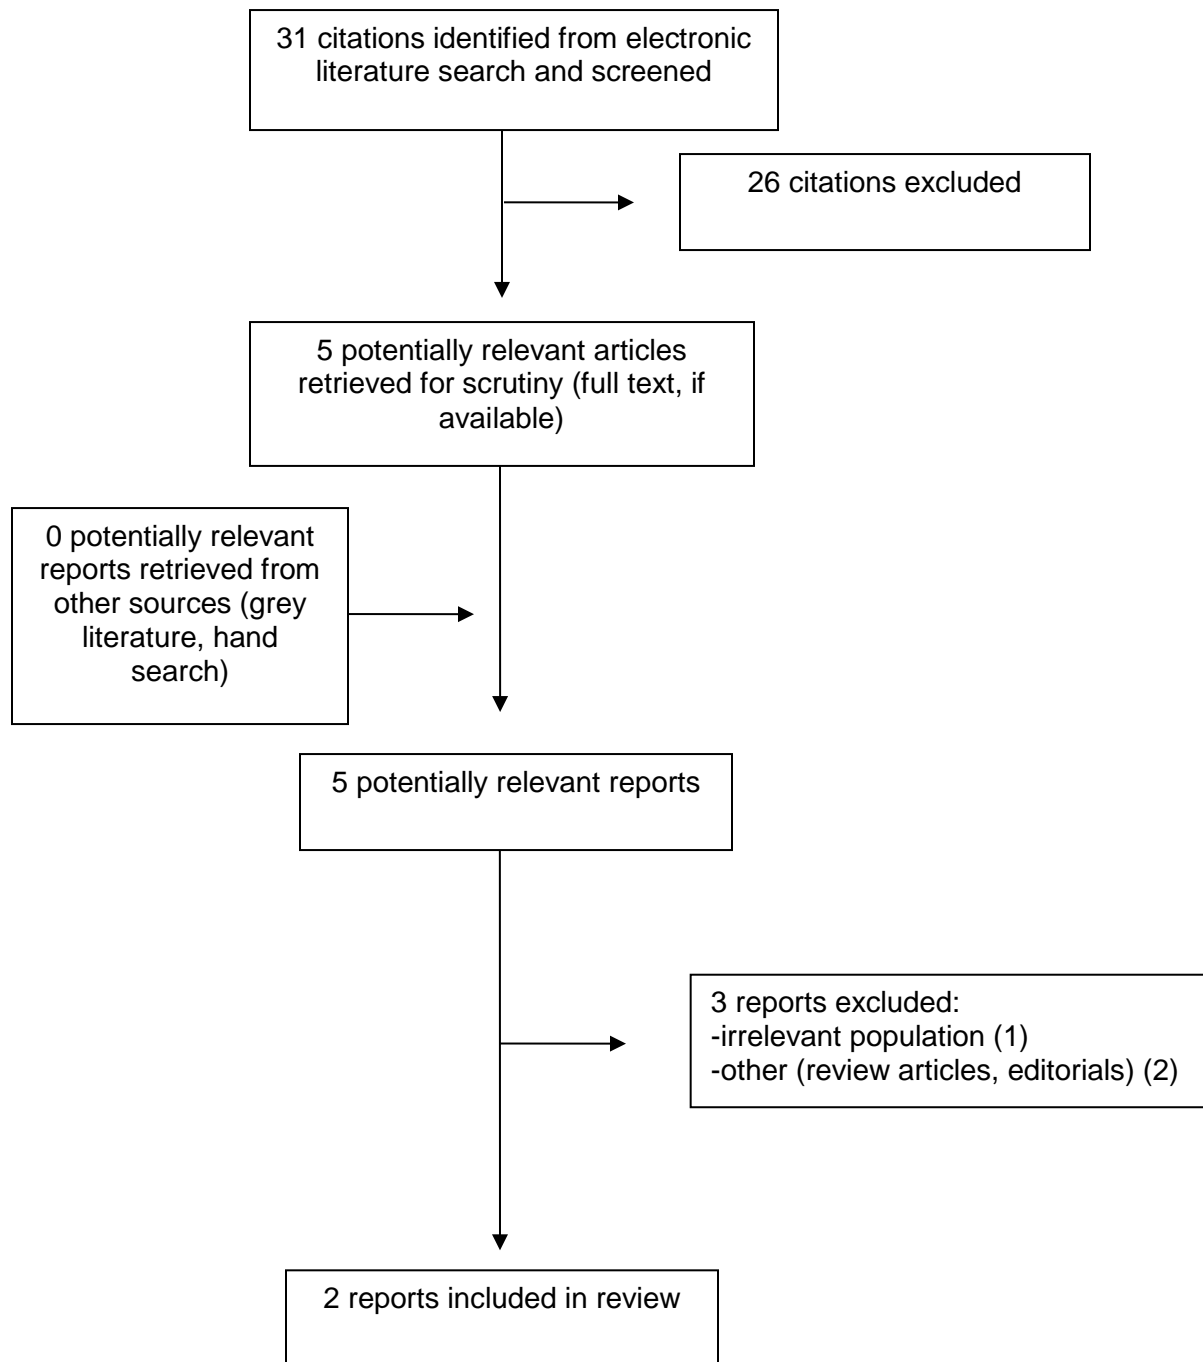 31 citations identified from electronic
literature search and screened
26 citations excluded
5 potentially relevant articles
retrieved for scrutiny (full text, if
available)
0 potentially relevant
reports retrieved from
other sources (grey
literature, hand
search)
5 potentially relevant reports
3 reports excluded:
-irrelevant population (1)
-other (review articles, editorials) (2)
2 reports included in review